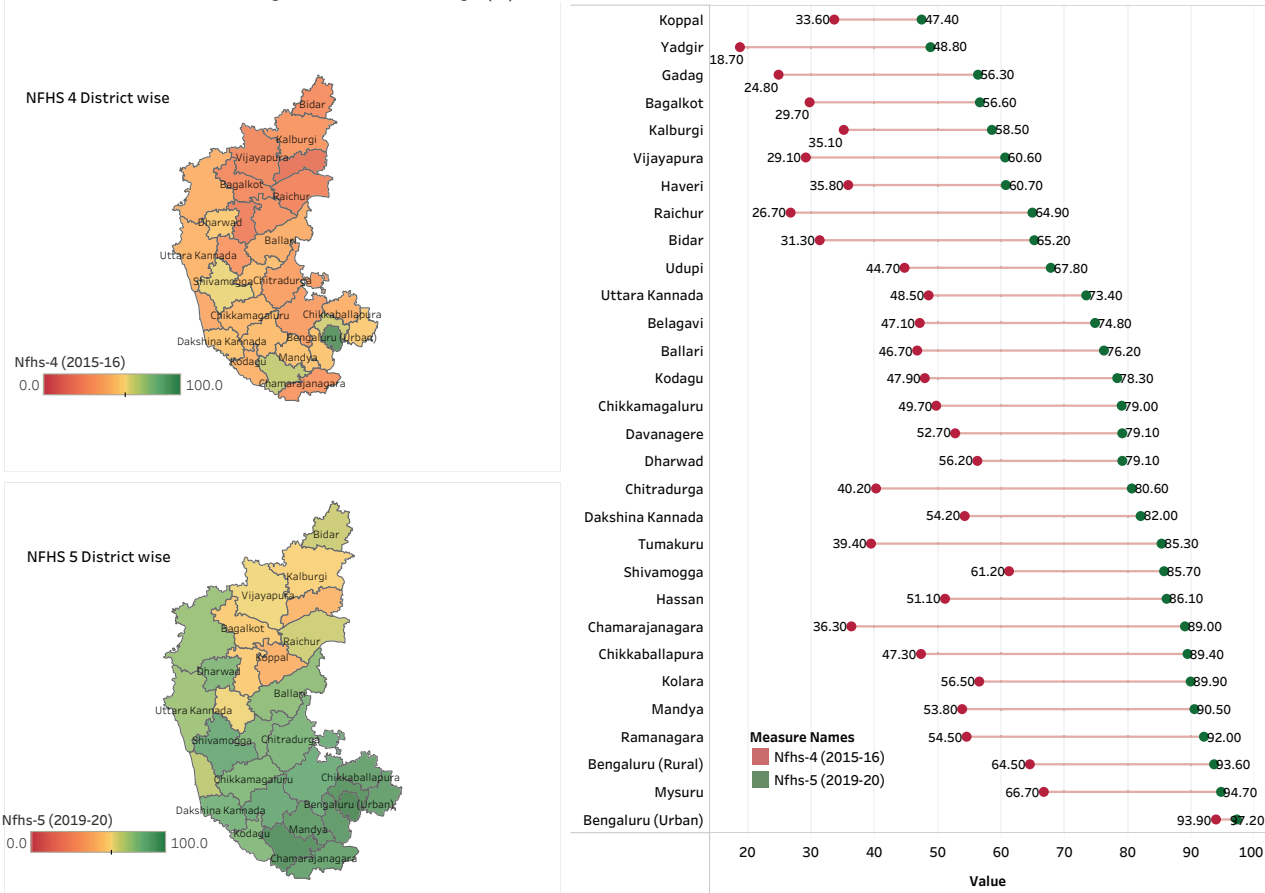 NFHS 4 District wise
Bidar
Kalburgi
Vijayapura
Bagalkot
Raichur
Dharwad
Ballari
Uttara Kannada
Shivamogga
Chitradurga
Chikkamagaluru
Chikkaballapura
Dakshina Kannada
Bengaluru (Urban)
Mandya
Kodagu
Chamarajanagara
Nfhs-4 (2015-16)
0.0
100.0
NFHS 5 District wise
Bidar
Kalburgi
Vijayapura
Bagalkot
Raichur
Koppal
Dharwad
Ballari
Uttara Kannada
Shivamogga
Chitradurga
Chikkamagaluru
Chikkaballapura
Dakshina Kannada
Bengaluru (Urban)
Mandya
Kodagu
Chamarajanagara
Nfhs-5 (2019-20)
0.0
100.0
Koppal 33.60 47.40
Yadgir 18.70 48.80
Gadag 24.80 56.30
Bagalkot 29.70 56.60
Kalburgi 35.10 58.50
Vijayapura 29.10 60.60
Haveri 35.80 60.70
Raichur 26.70 64.90
Bidar 31.30 65.20
Udupi 44.70 67.80
Uttara Kannada 48.50 73.40
Belagavi 47.10 74.80
Ballari 46.70 76.20
Kodagu 47.90 78.30
Chikkamagaluru 49.70 79.00
Davanagere 52.70 79.10
Dharwad 56.20 79.10
Chitradurga 40.20 80.60
Dakshina Kannada 54.20 82.00
Tumakuru 39.40 85.30
Shivamogga 61.20 85.70
Hassan 51.10 86.10
Chamarajanagara 36.30 89.00
Chikkaballapura 47.30 89.40
Kolara 56.50 89.90
Mandya 53.80 90.50
Ramanagara 54.50 92.00
Bengaluru (Rural) 64.50 93.60
Mysuru 66.70 94.70
Bengaluru (Urban) 93.90 97.20
Measure Names
Nfhs-4 (2015-16)
Nfhs-5 (2019-20)
20 30 40 50 60 70 80 90 100
Value